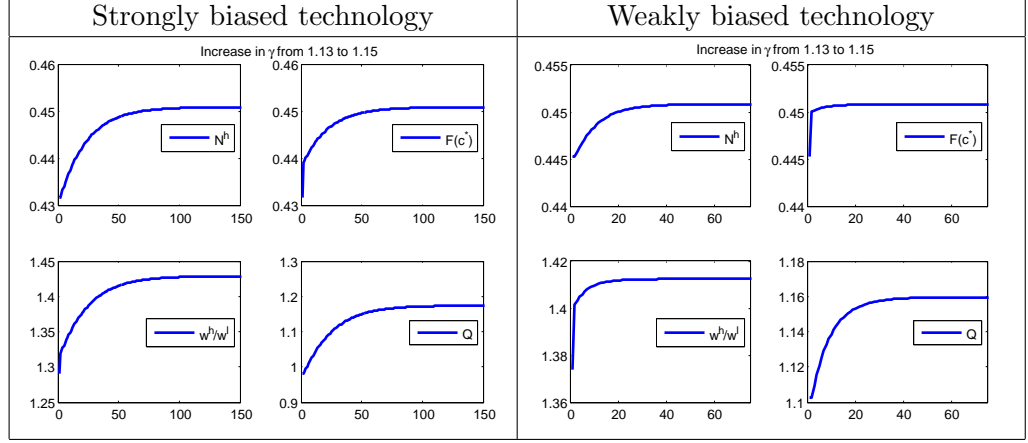 Strongly biased technology
Weakly biased technology
Increase in γ from 1.13 to 1.15
0.46
0.45
0.44
0.43
0 50 100 150
N^h
0.46
0.45
0.44
0.43
0 50 100 150
F(c^*)
1.45
1.4
1.35
1.3
1.25
0 50 100 150
w^h/w^l
1.3
1.2
1.1
1
0.9
0 50 100 150
Q
Increase in γ from 1.13 to 1.15
0.455
0.45
0.445
0.44
0 20 40 60
N^h
0.455
0.45
0.445
0.44
0 20 40 60
F(c^*)
1.42
1.4
1.38
1.36
0 20 40 60
w^h/w^l
1.18
1.16
1.14
1.12
1.1
0 20 40 60
Q